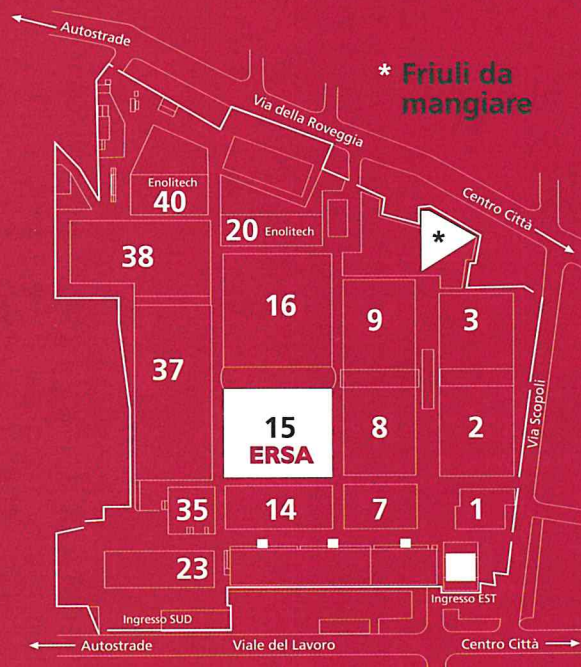 Autostrade
* Friuli da
mangiare
Via della Roveggia
Centro Città
Enolitech
40
20 Enolitech
*
38
16
9
3
37
15
ERSA
8
2
Via Scopoli
35
14
7
1
23
Ingresso EST
Ingresso SUD
Autostrade
Viale del Lavoro
Centro Città